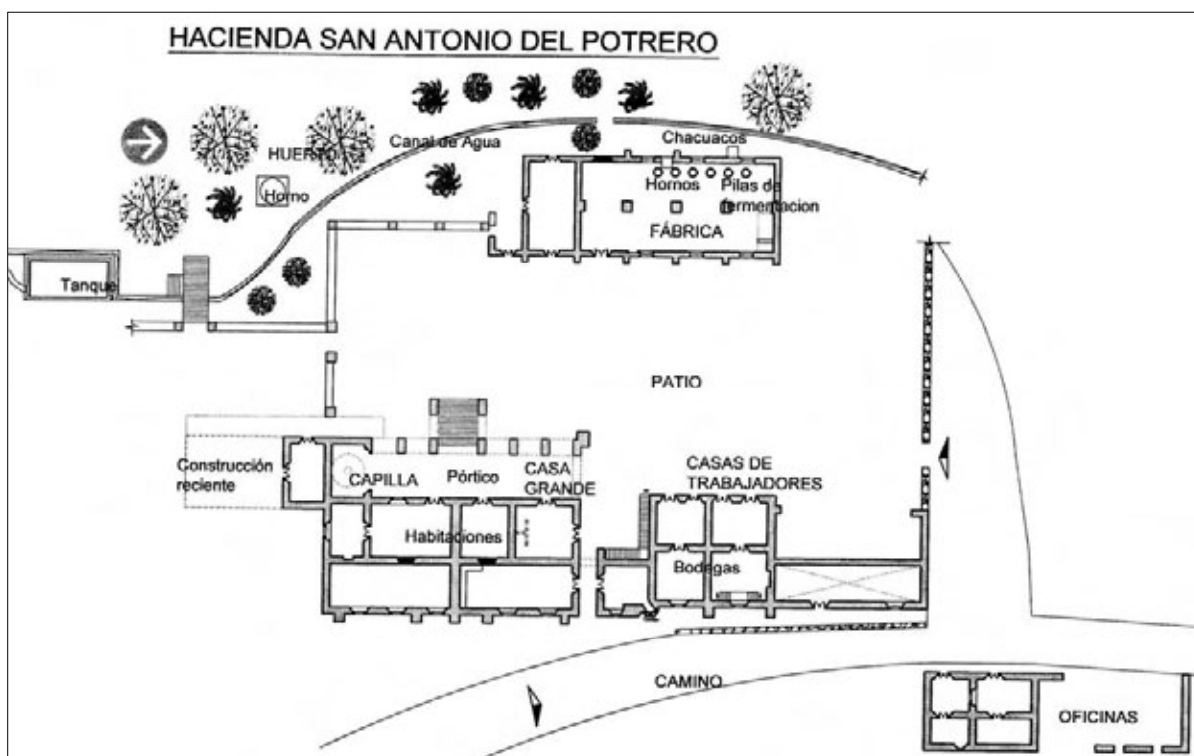 HACIENDA SAN ANTONIO DEL POTRERO
Canal de Agua
Chacuacos
HUERTO
Horno
Hornos
Pilas de
fermentacion
FÁBRICA
Tanque
PATIO
Construcción
reciente
CAPILLA
Pórtico
CASA
GRANDE
CASAS DE
TRABAJADORES
Habitaciones
Bodegas
CAMINO
OFICINAS